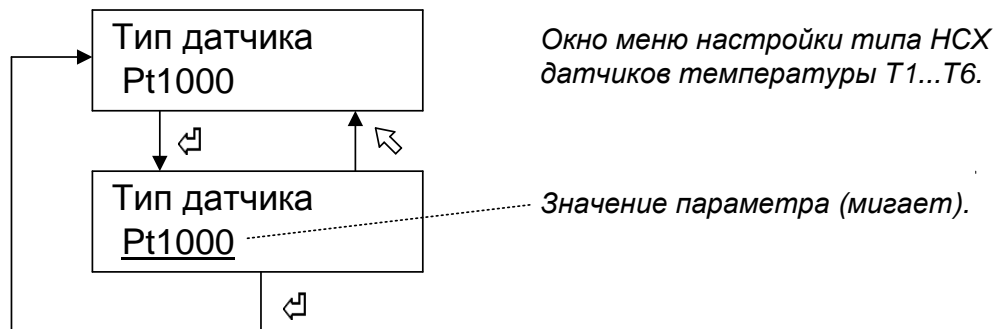 Тип датчика
Pt1000
Окно меню настройки типа НСХ
датчиков температуры Т1...Т6.
Тип датчика
Pt1000
Значение параметра (мигает).